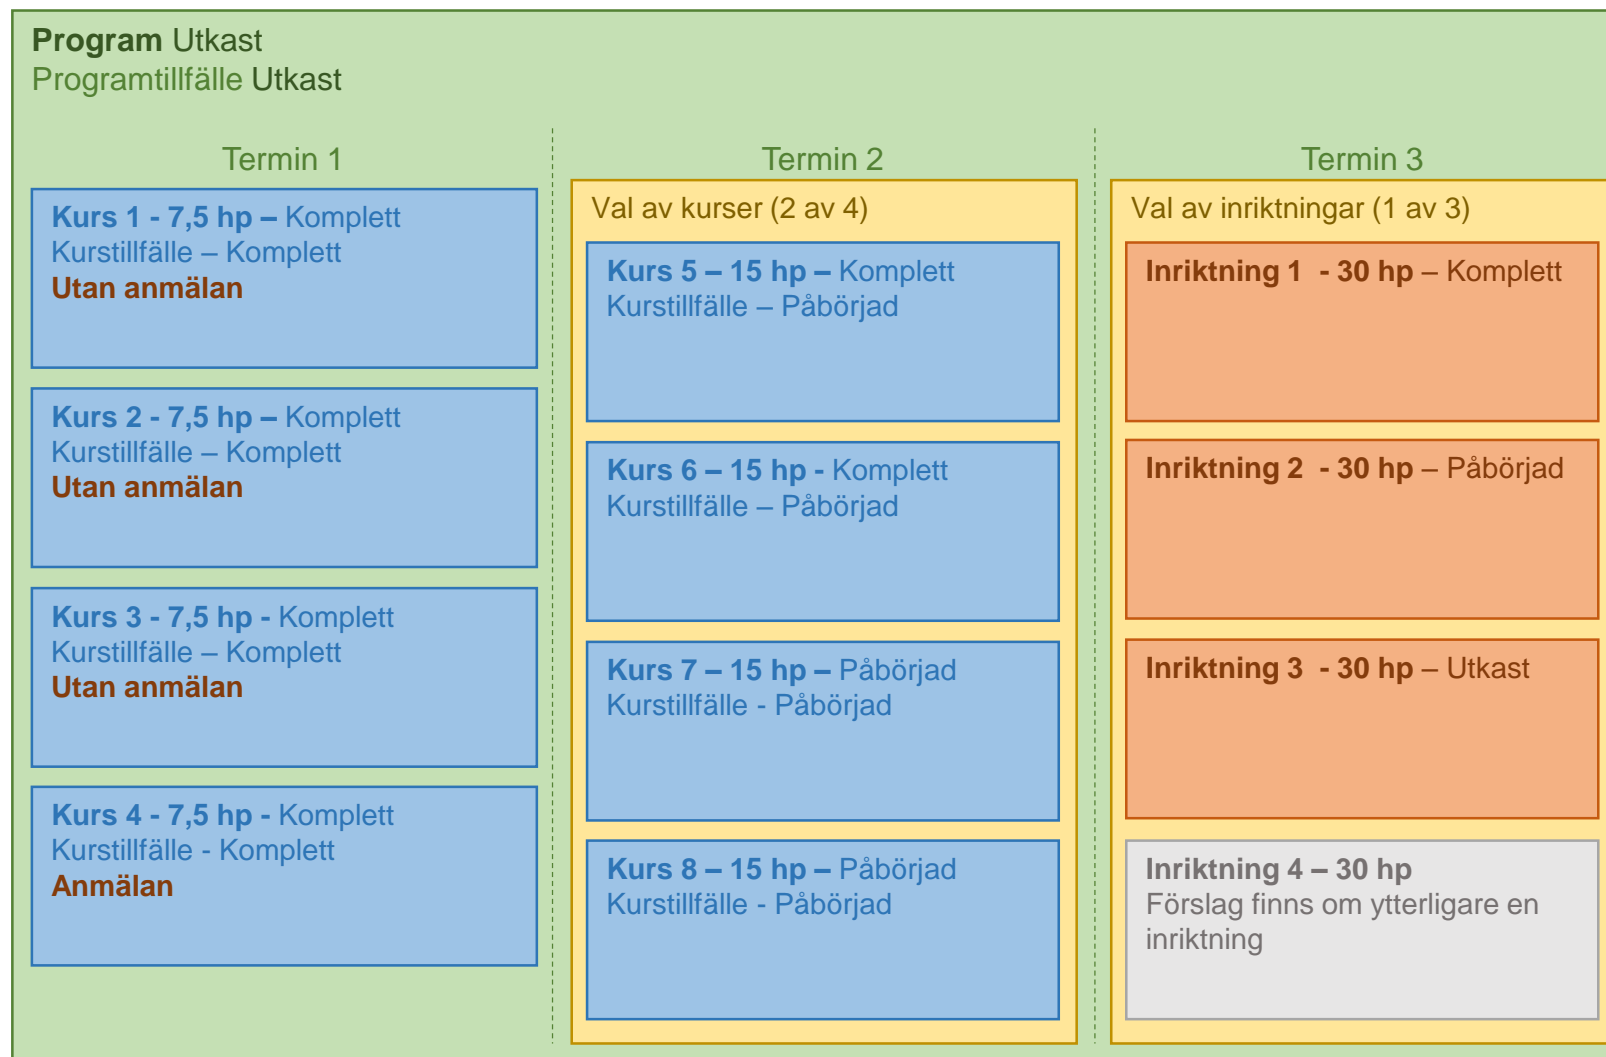 Program Utkast
Programtillfälle Utkast
Termin 1
Kurs 1 - 7,5 hp – Komplett
Kurstillfälle – Komplett
Utan anmälan
Kurs 2 - 7,5 hp – Komplett
Kurstillfälle – Komplett
Utan anmälan
Kurs 3 - 7,5 hp - Komplett
Kurstillfälle – Komplett
Utan anmälan
Kurs 4 - 7,5 hp - Komplett
Kurstillfälle - Komplett
Anmälan
Termin 2
Val av kurser (2 av 4)
Kurs 5 – 15 hp – Komplett
Kurstillfälle – Påbörjad
Kurs 6 – 15 hp - Komplett
Kurstillfälle – Påbörjad
Kurs 7 – 15 hp – Påbörjad
Kurstillfälle - Påbörjad
Kurs 8 – 15 hp – Påbörjad
Kurstillfälle - Påbörjad
Termin 3
Val av inriktningar (1 av 3)
Inriktning 1  - 30 hp – Komplett
Inriktning 2  - 30 hp – Påbörjad
Inriktning 3  - 30 hp – Utkast
Inriktning 4 – 30 hp
Förslag finns om ytterligare en
inriktning